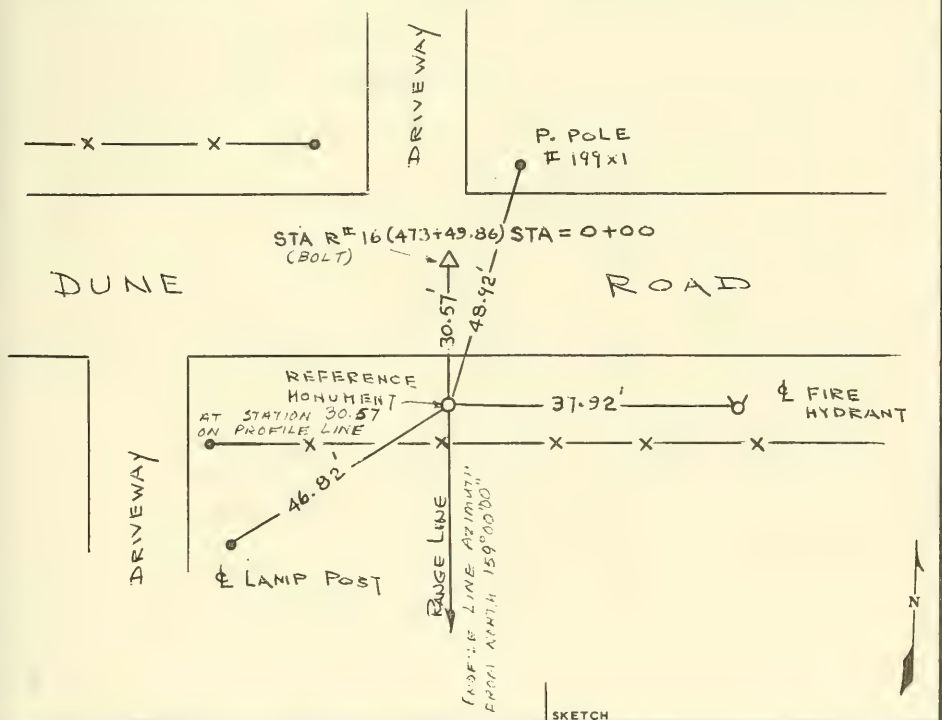 DRIVEWAY
P. POLE
# 199x1
STA R# 16 (473+49.86) STA = 0+00
(BOLT)
DUNE ROAD
30.57'
48.92'
REFERENCE
MONUMENT
AT STATION 30.57
ON PROFILE LINE
37.92'
℄ FIRE
HYDRANT
46.82'
DRIVEWAY
℄ LAMP POST
RANGE LINE
PROFILE LINE AZIMUTH
FROM NORTH 159°00'00"
N
SKETCH